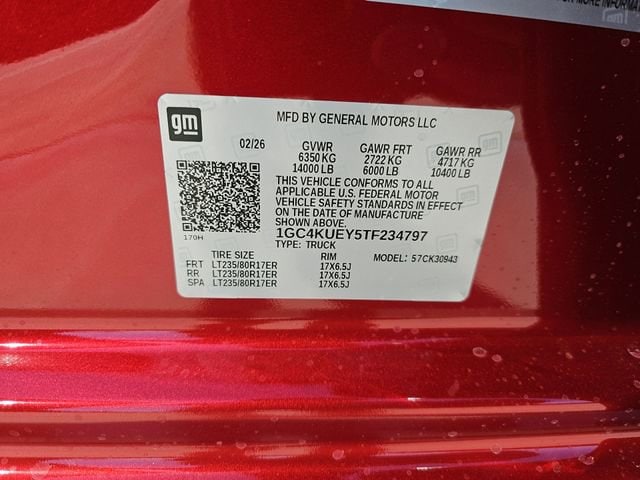 OR MORE INFORMA
gm
MFD BY GENERAL MOTORS LLC
02/26 GVWR GAWR FRT GAWR RR
6350 KG 2722 KG 4717 KG
14000 LB 6000 LB 10400 LB
THIS VEHICLE CONFORMS TO ALL
APPLICABLE U.S. FEDERAL MOTOR
VEHICLE SAFETY STANDARDS IN EFFECT
ON THE DATE OF MANUFACTURE
SHOWN ABOVE.
170H
1GC4KUEY5TF234797
TYPE: TRUCK
TIRE SIZE RIM MODEL: 57CK30943
FRT LT235/80R17ER 17X6.5J
RR LT235/80R17ER 17X6.5J
SPA LT235/80R17ER 17X6.5J